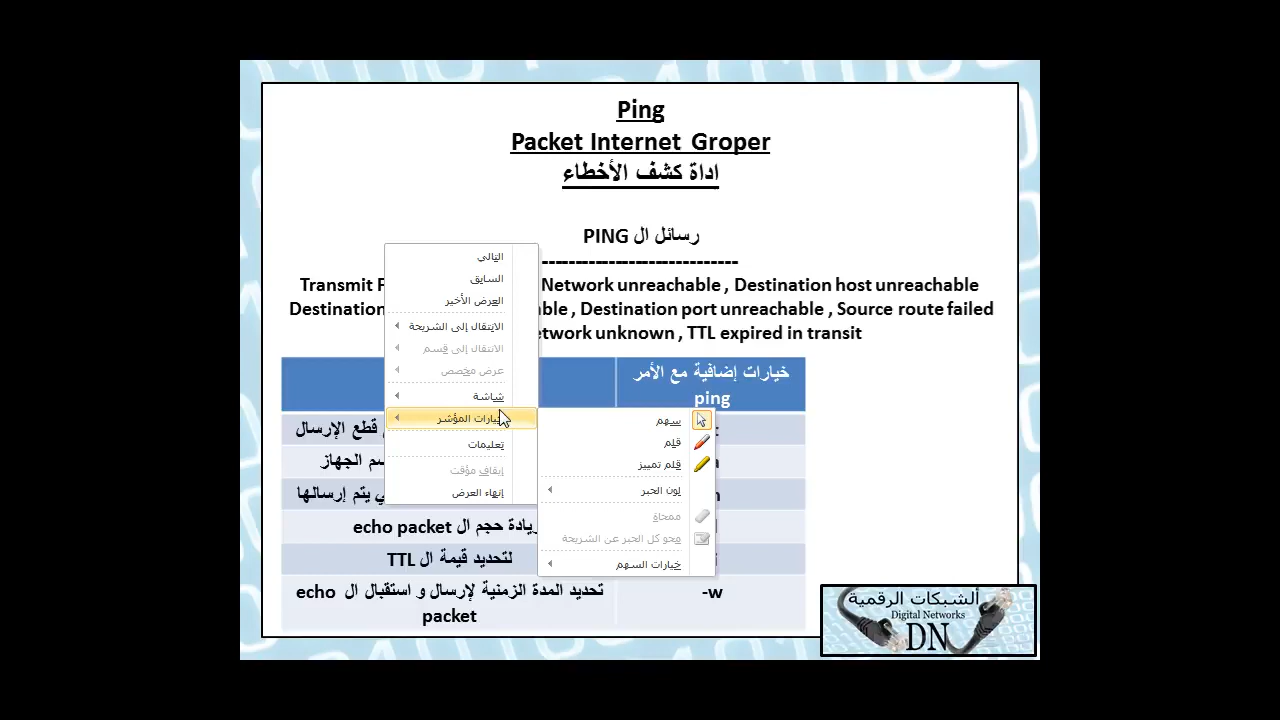 Ping
Packet Internet Groper
اداة كشف الأخطاء
رسائل ال PING
----------------------------
Transmit Network unreachable , Destination host unreachable
Destination , Destination port unreachable , Source route failed
unknown , TTL expired in transit
خيارات إضافية مع الأمر
ping
قطع الإرسال
الجهاز
يتم إرسالها
زيادة حجم ال echo packet
لتحديد قيمة ال TTL
-w
تحديد المدة الزمنية لإرسال و استقبال ال echo
packet
التالي
السابق
العرض الأخير
الانتقال إلى الشريحة
الانتقال إلى قسم
عرض مخصص
شاشة
خيارات المؤشر
تعليمات
إيقاف مؤقت
إنهاء العرض
سهم
قلم
قلم تمييز
لون الحبر
ممحاة
محو كل الحبر عن الشريحة
خيارات السهم
ألشبكات الرقمية
Digital Networks
DN